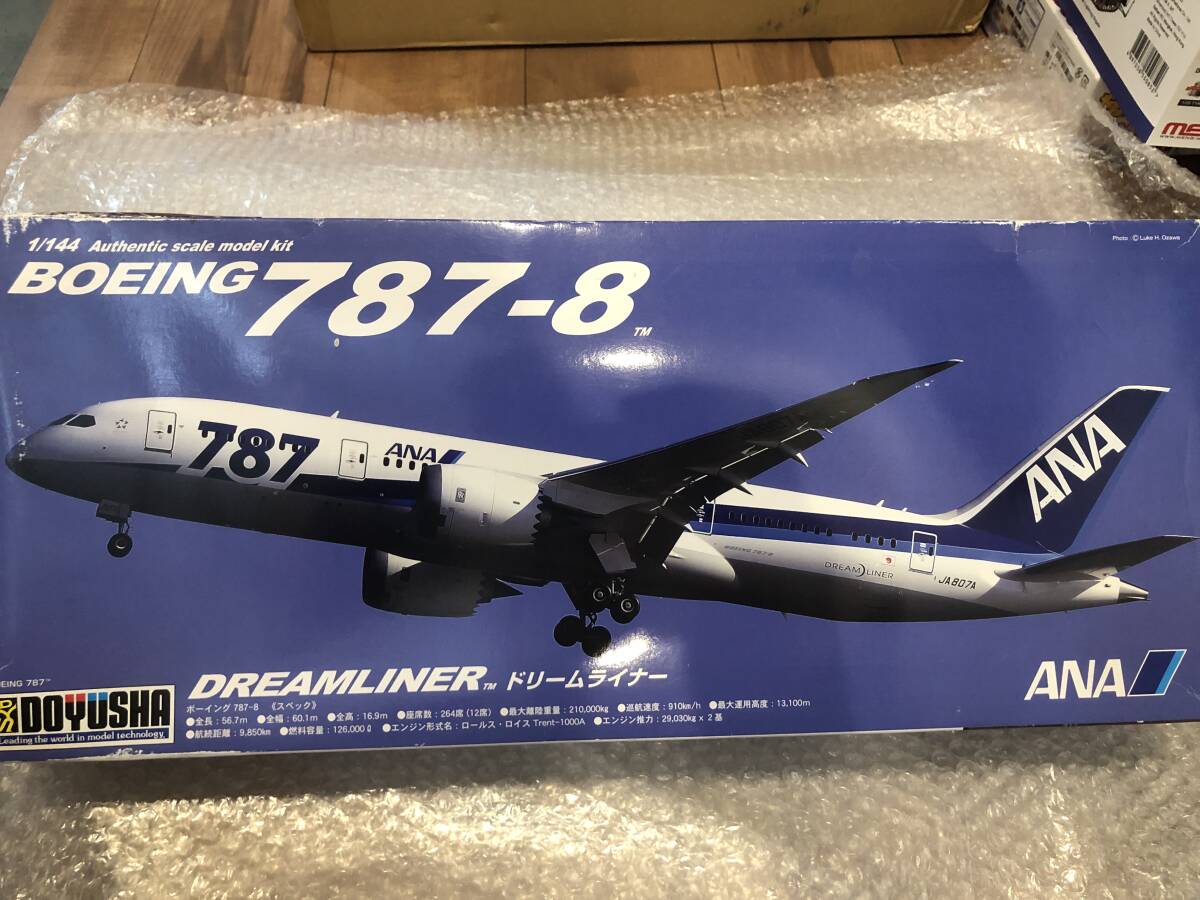 1/144 Authentic scale model kit
BOEING 787-8™
Photo : © Luke H. Ozawa
787
ANA
ANA
BOEING 787-8
DREAMLINER
JA807A
DREAMLINER™ ドリームライナー
ANA
BOEING 787™
DOYUSHA
Leading the world in model technology.
ボーイング 787-8 《スペック》
●全長：56.7m ●全幅：60.1m ●全高：16.9m ●座席数：264席 (12席) ●最大離陸重量：210,000kg ●巡航速度：910km/h ●最大運用高度：13,100m
●航続距離：9,850km ●燃料容量：126,000ℓ ●エンジン形式名：ロールス・ロイス Trent-1000A ●エンジン推力：29,030kg × 2 基